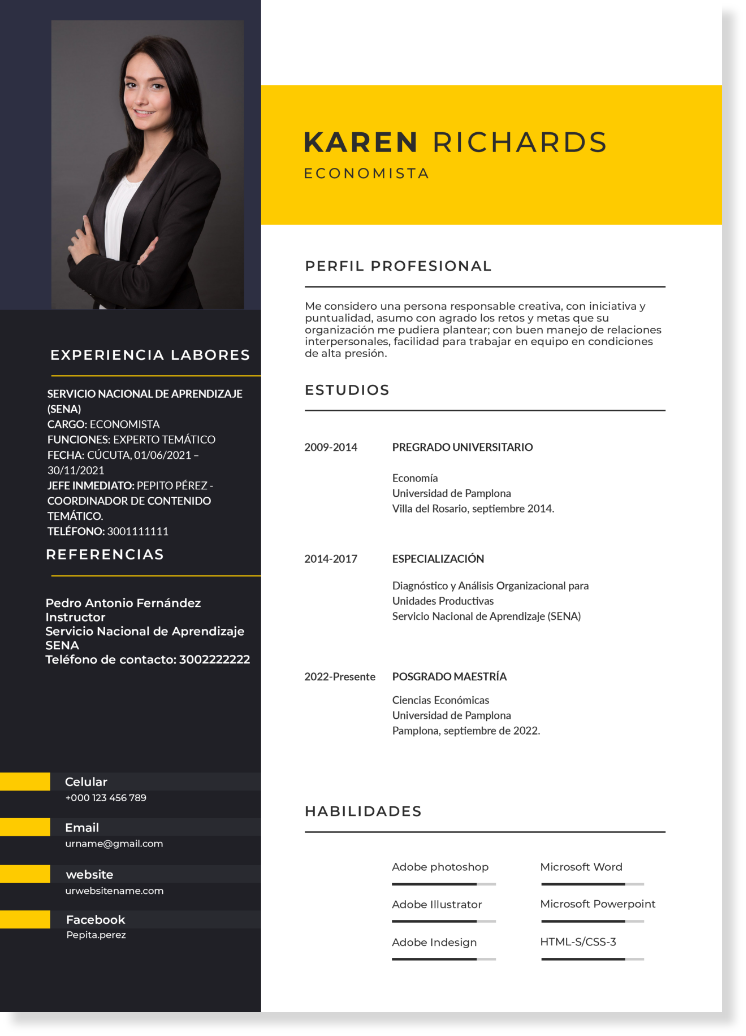 KAREN RICHARDS
ECONOMISTA
EXPERIENCIA LABORES
SERVICIO NACIONAL DE APRENDIZAJE
(SENA)
CARGO: ECONOMISTA
FUNCIONES: EXPERTO TEMÁTICO
FECHA: CÚCUTA, 01/06/2021 –
30/11/2021
JEFE INMEDIATO: PEPITO PÉREZ -
COORDINADOR DE CONTENIDO
TEMÁTICO.
TELÉFONO: 3001111111
REFERENCIAS
Pedro Antonio Fernández
Instructor
Servicio Nacional de Aprendizaje
SENA
Teléfono de contacto: 3002222222
Celular
+000 123 456 789
Email
urname@gmail.com
website
urwebsitename.com
Facebook
Pepita.perez
PERFIL PROFESIONAL
Me considero una persona responsable creativa, con iniciativa y
puntualidad, asumo con agrado los retos y metas que su
organización me pudiera plantear; con buen manejo de relaciones
interpersonales, facilidad para trabajar en equipo en condiciones
de alta presión.
ESTUDIOS
2009-2014 PREGRADO UNIVERSITARIO
Economía
Universidad de Pamplona
Villa del Rosario, septiembre 2014.
2014-2017 ESPECIALIZACIÓN
Diagnóstico y Análisis Organizacional para
Unidades Productivas
Servicio Nacional de Aprendizaje (SENA)
2022-Presente POSGRADO MAESTRÍA
Ciencias Económicas
Universidad de Pamplona
Pamplona, septiembre de 2022.
HABILIDADES
Adobe photoshop Microsoft Word
Adobe Illustrator Microsoft Powerpoint
Adobe Indesign HTML-S/CSS-3